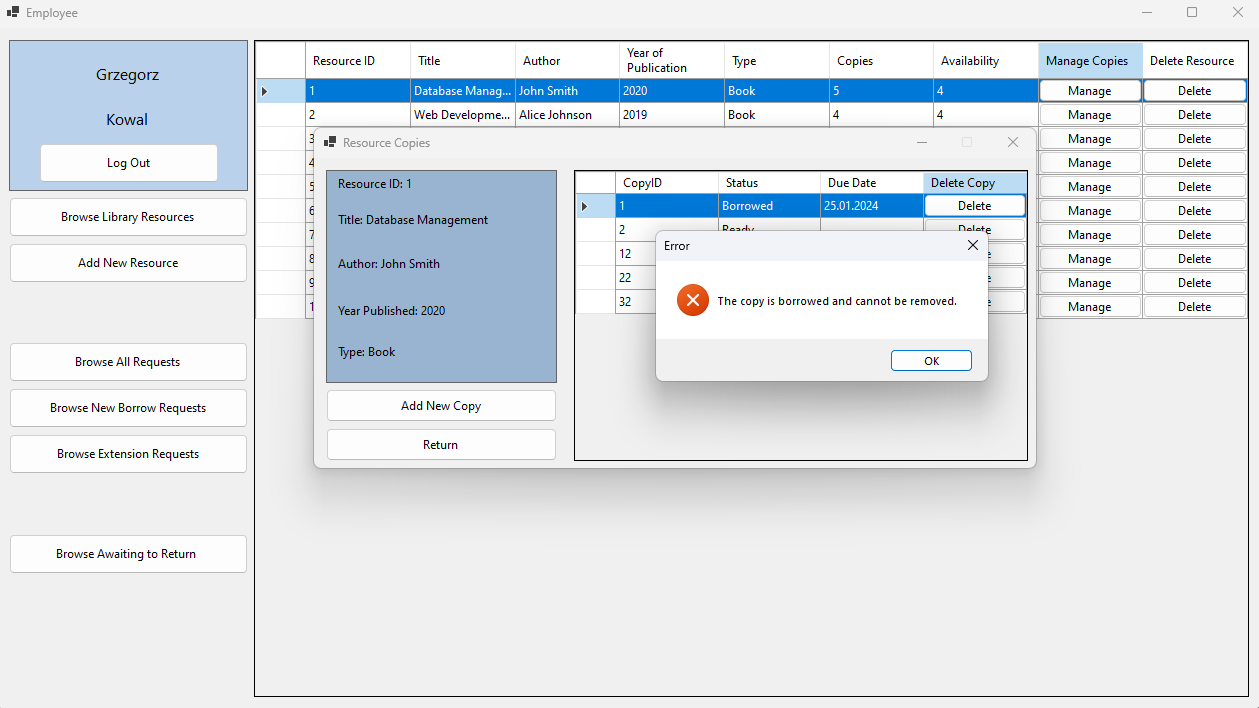 Employee
Grzegorz
Kowal
Log Out
Browse Library Resources
Add New Resource
Browse All Requests
Browse New Borrow Requests
Browse Extension Requests
Browse Awaiting to Return
Resource ID Title Author Year of Publication Type Copies Availability Manage Copies Delete Resource
1 Database Manag... John Smith 2020 Book 5 4 Manage Delete
2 Web Developme... Alice Johnson 2019 Book 4 4 Manage Delete
3 Manage Delete
4 Manage Delete
5 Manage Delete
6 Manage Delete
7 Manage Delete
8 Manage Delete
9 Manage Delete
1 Manage Delete
Resource Copies
Resource ID: 1
Title: Database Management
Author: John Smith
Year Published: 2020
Type: Book
Add New Copy
Return
CopyID Status Due Date Delete Copy
1 Borrowed 25.01.2024 Delete
2 Ready Delete
12
22
32
Error
The copy is borrowed and cannot be removed.
OK